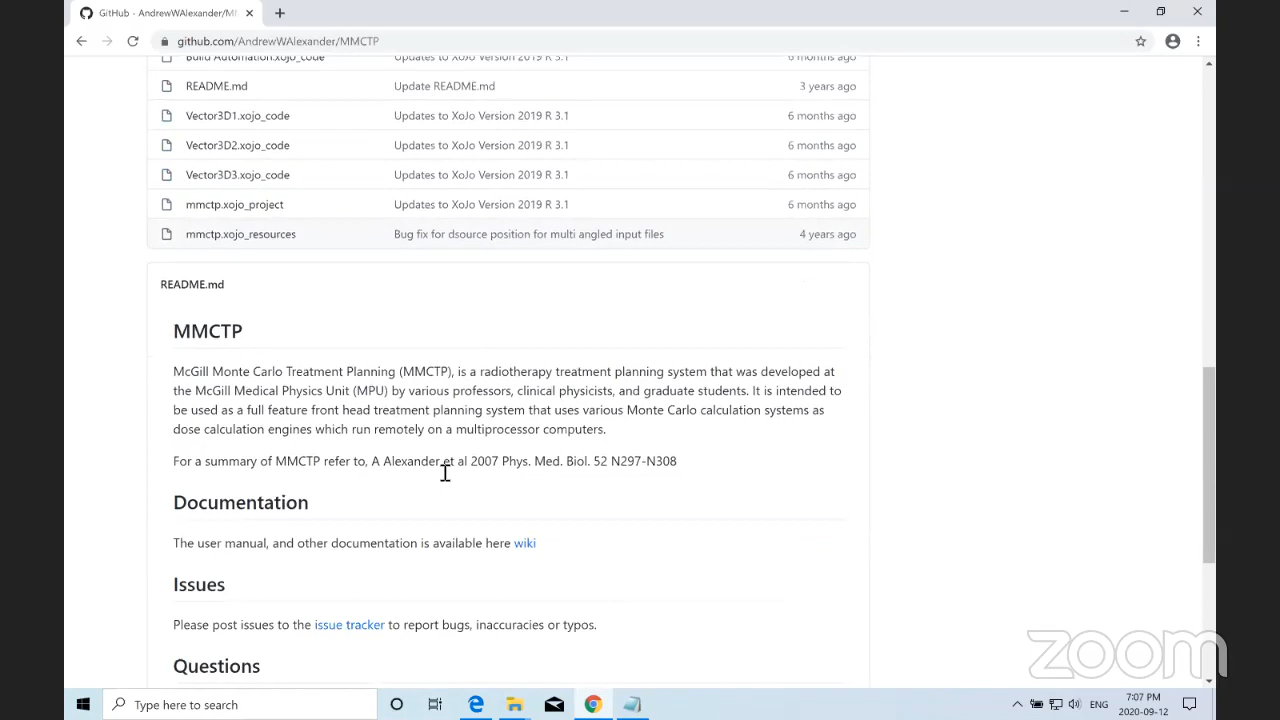 GitHub - AndrewWAlexander/M
github.com/AndrewWAlexander/MMCTP
Build Automation.xojo_code Updates to XoJo Version 2019 R 3.1 6 months ago
README.md Update README.md 3 years ago
Vector3D1.xojo_code Updates to XoJo Version 2019 R 3.1 6 months ago
Vector3D2.xojo_code Updates to XoJo Version 2019 R 3.1 6 months ago
Vector3D3.xojo_code Updates to XoJo Version 2019 R 3.1 6 months ago
mmctp.xojo_project Updates to XoJo Version 2019 R 3.1 6 months ago
mmctp.xojo_resources Bug fix for dsource position for multi angled input files 4 years ago
README.md
MMCTP
McGill Monte Carlo Treatment Planning (MMCTP), is a radiotherapy treatment planning system that was developed at
the McGill Medical Physics Unit (MPU) by various professors, clinical physicists, and graduate students. It is intended to
be used as a full feature front head treatment planning system that uses various Monte Carlo calculation systems as
dose calculation engines which run remotely on a multiprocessor computers.
For a summary of MMCTP refer to, A Alexander et al 2007 Phys. Med. Biol. 52 N297-N308
Documentation
The user manual, and other documentation is available here wiki
Issues
Please post issues to the issue tracker to report bugs, inaccuracies or typos.
Questions
zoom
Type here to search
ENG
7:07 PM
2020-09-12